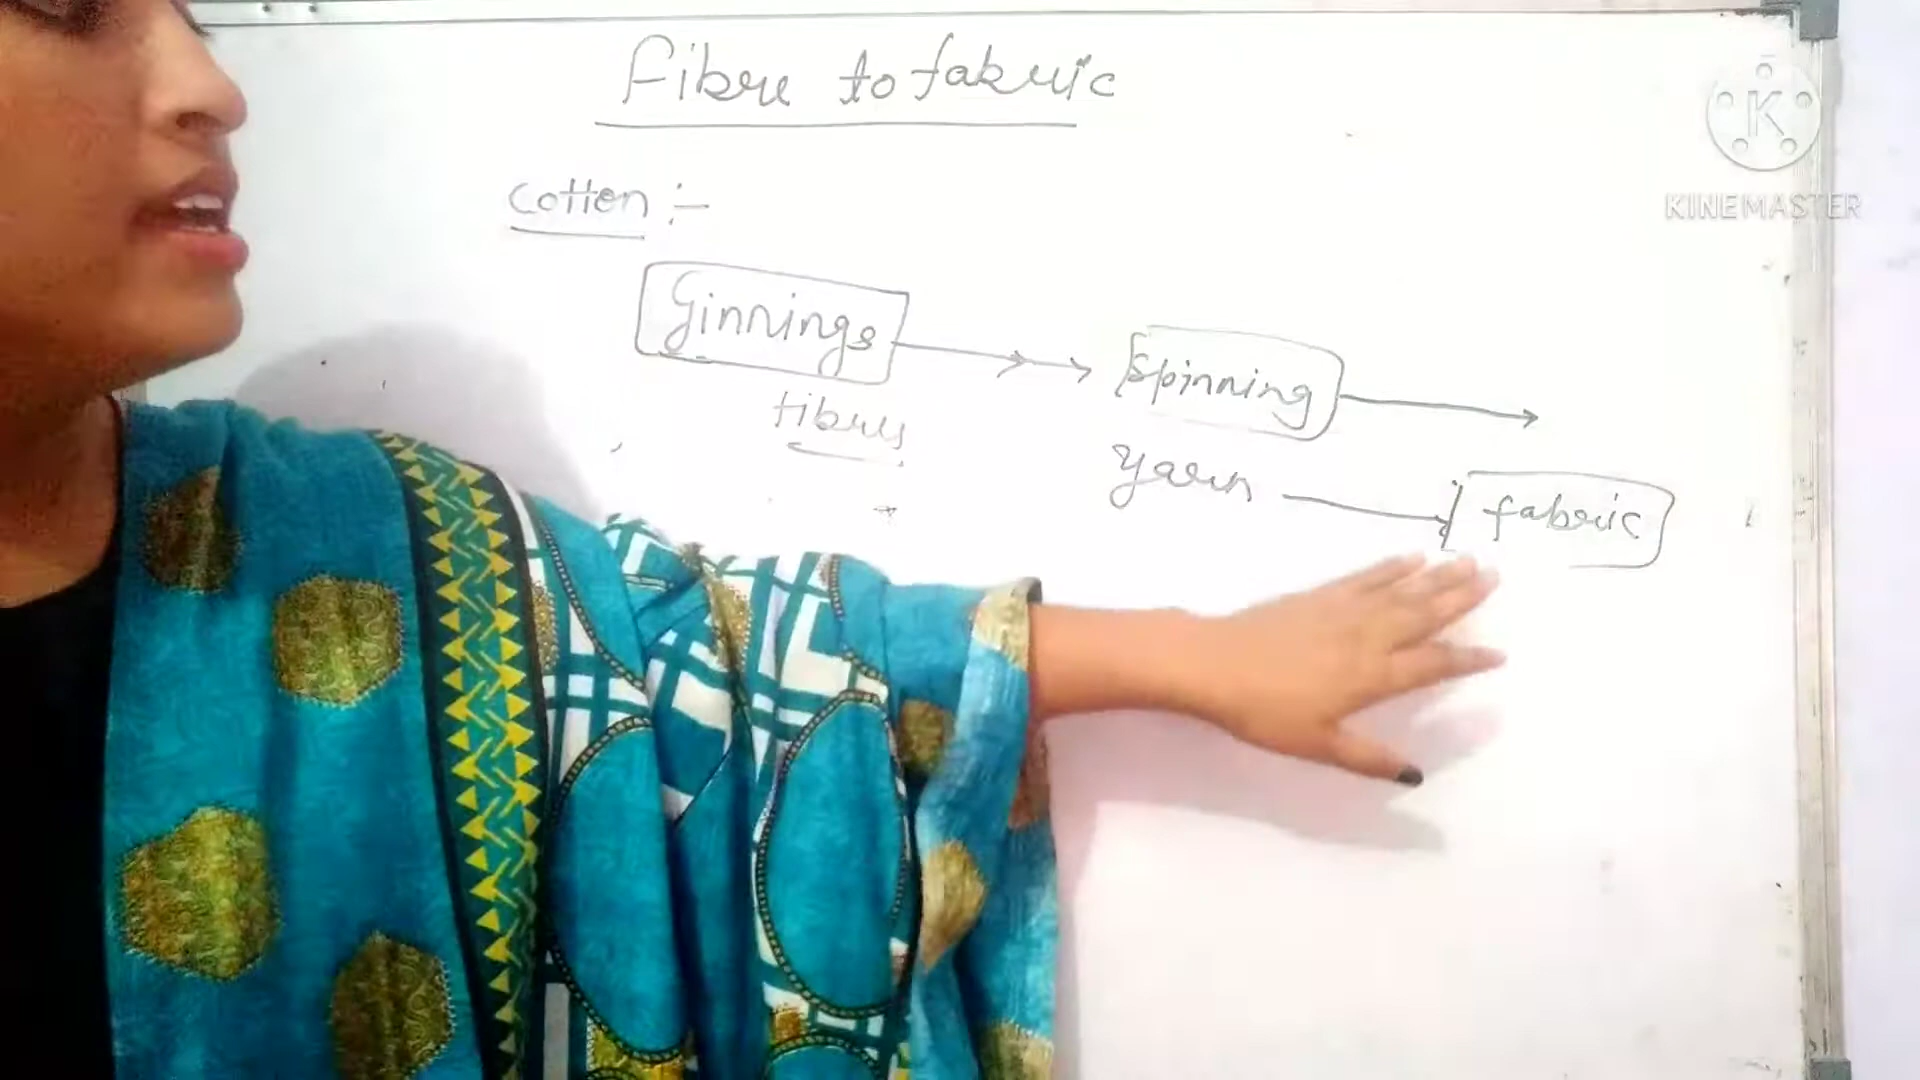 Fibre to fabric
Cotton :-
Ginnings
Spinning
fibres
Yarn
fabric
K
KINEMASTER